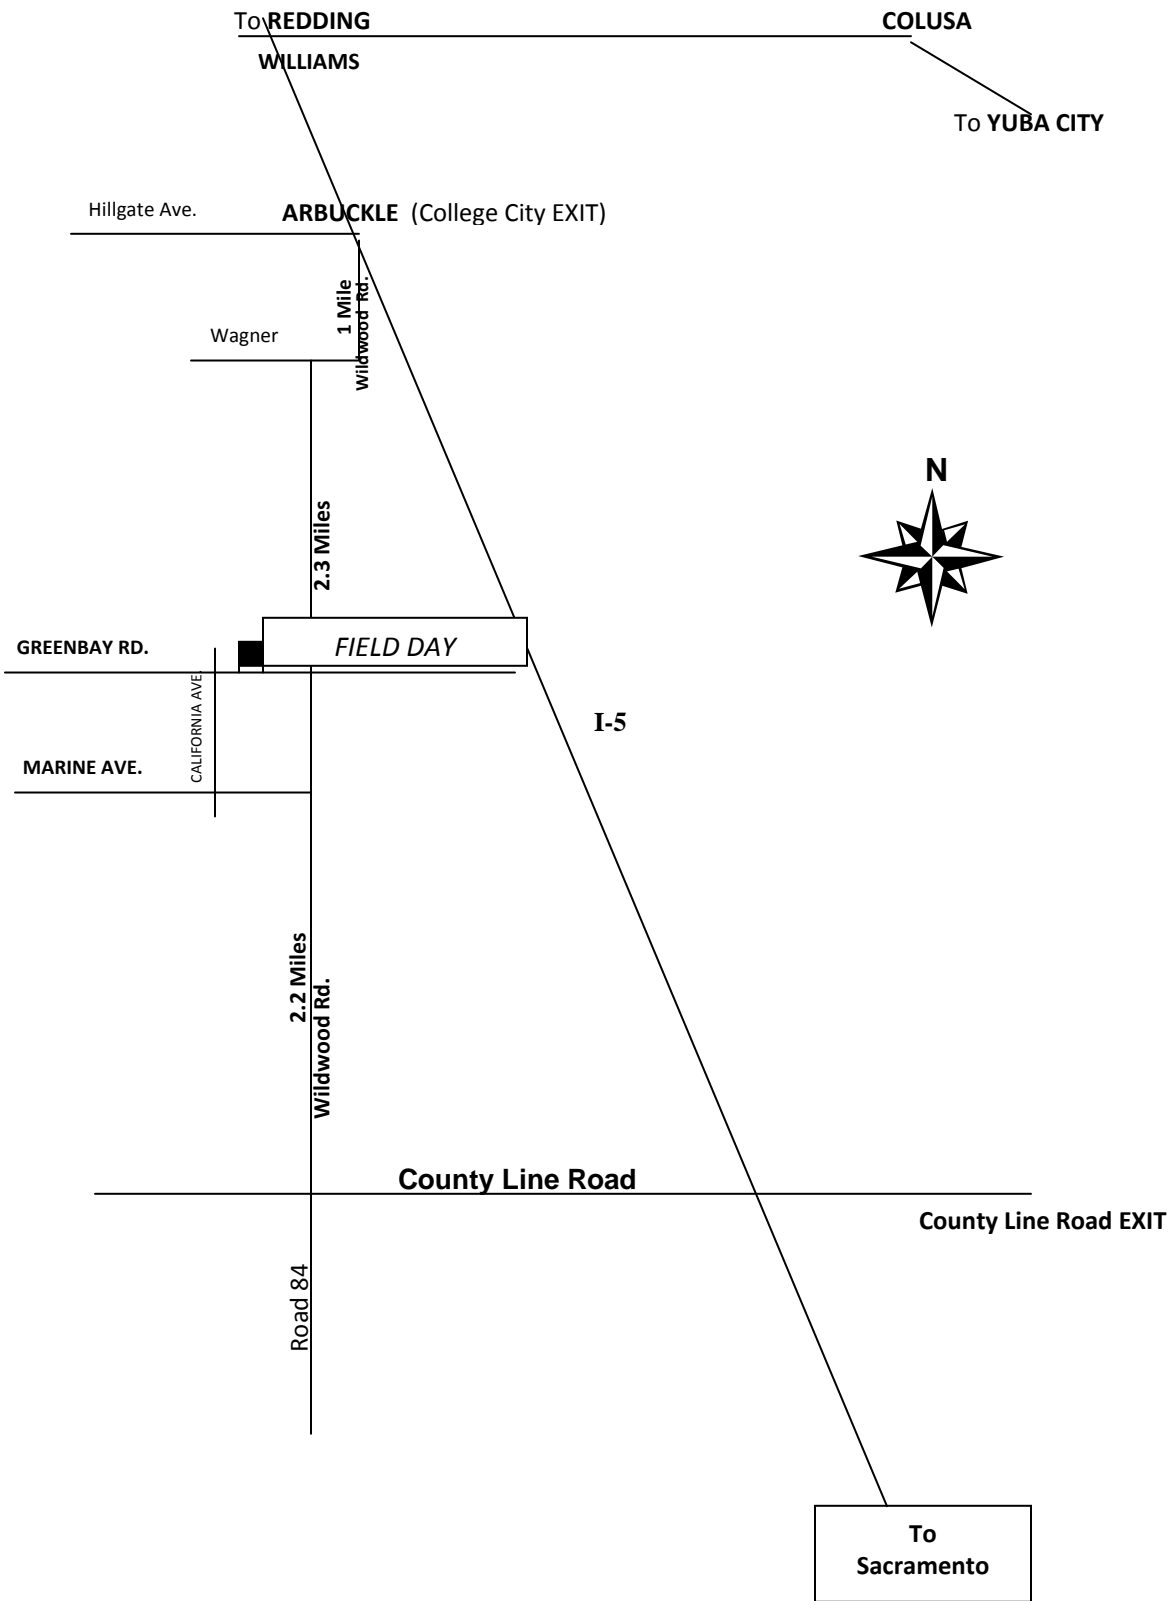 To REDDING
COLUSA
WILLIAMS
To YUBA CITY
Hillgate Ave.
ARBUCKLE (College City EXIT)
1 Mile
Wildwood Rd.
Wagner
N
2.3 Miles
GREENBAY RD.
FIELD DAY
CALIFORNIA AVE.
I-5
MARINE AVE.
2.2 Miles
Wildwood Rd.
County Line Road
County Line Road EXIT
Road 84
To
Sacramento